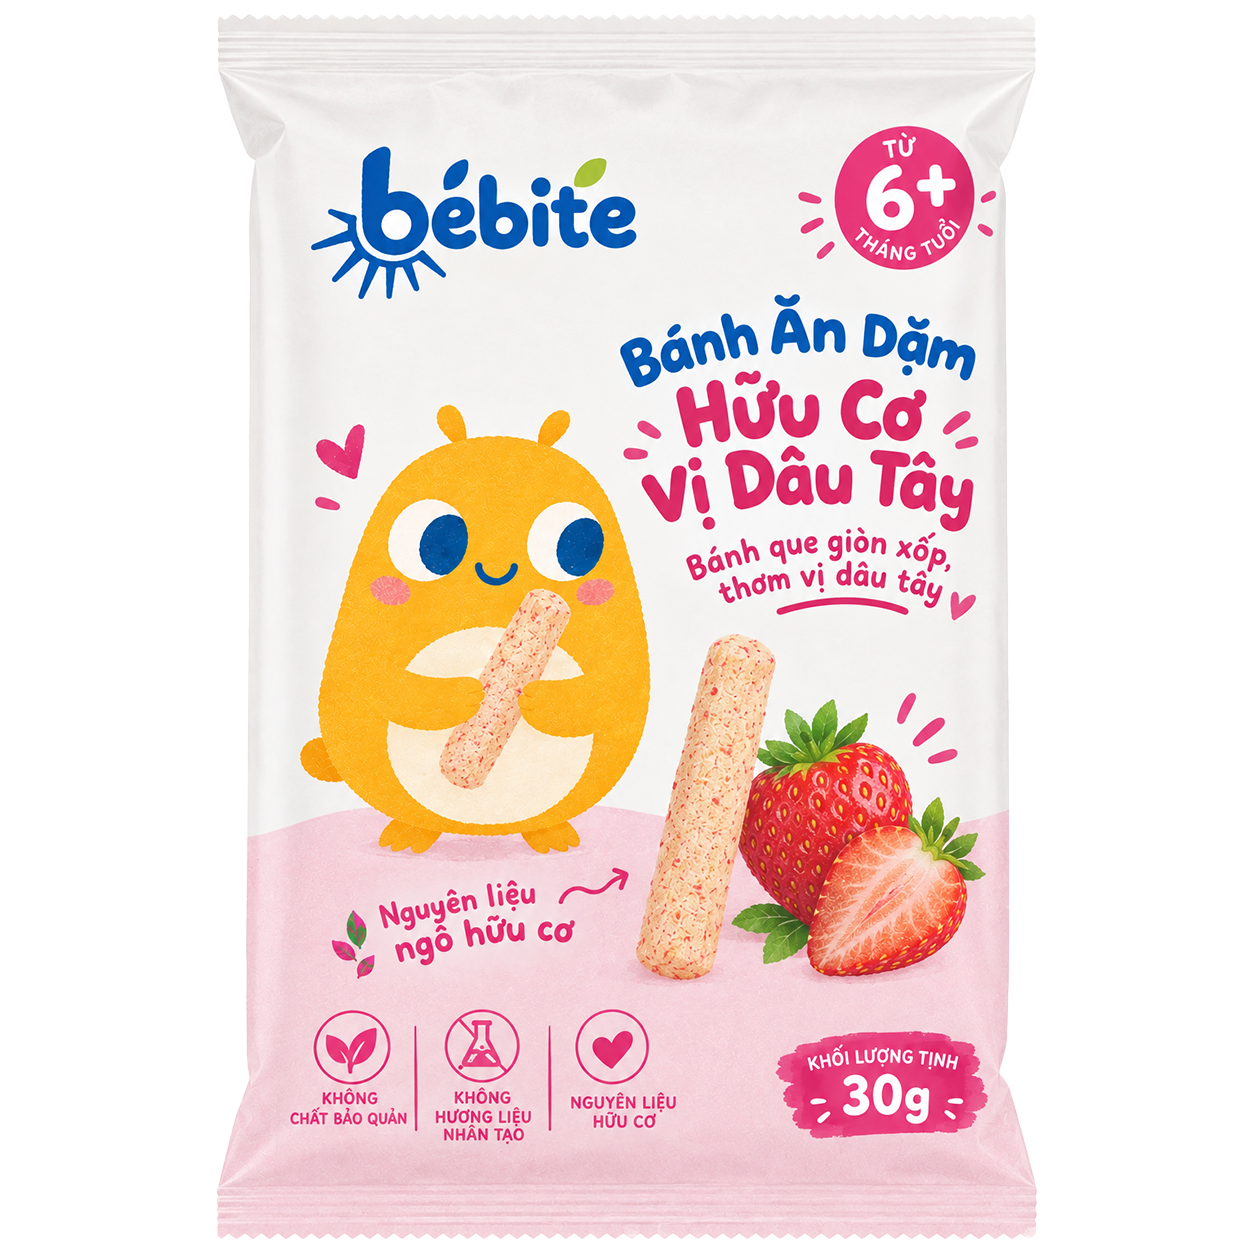 bébite
TỪ
6+
THÁNG TUỔI
Bánh Ăn Dặm
Hữu Cơ
Vị Dâu Tây
Bánh que giòn xốp,
thơm vị dâu tây
Nguyên liệu
ngô hữu cơ
KHÔNG
CHẤT BẢO QUẢN
KHÔNG
HƯƠNG LIỆU
NHÂN TẠO
NGUYÊN LIỆU
HỮU CƠ
KHỐI LƯỢNG TỊNH
30g